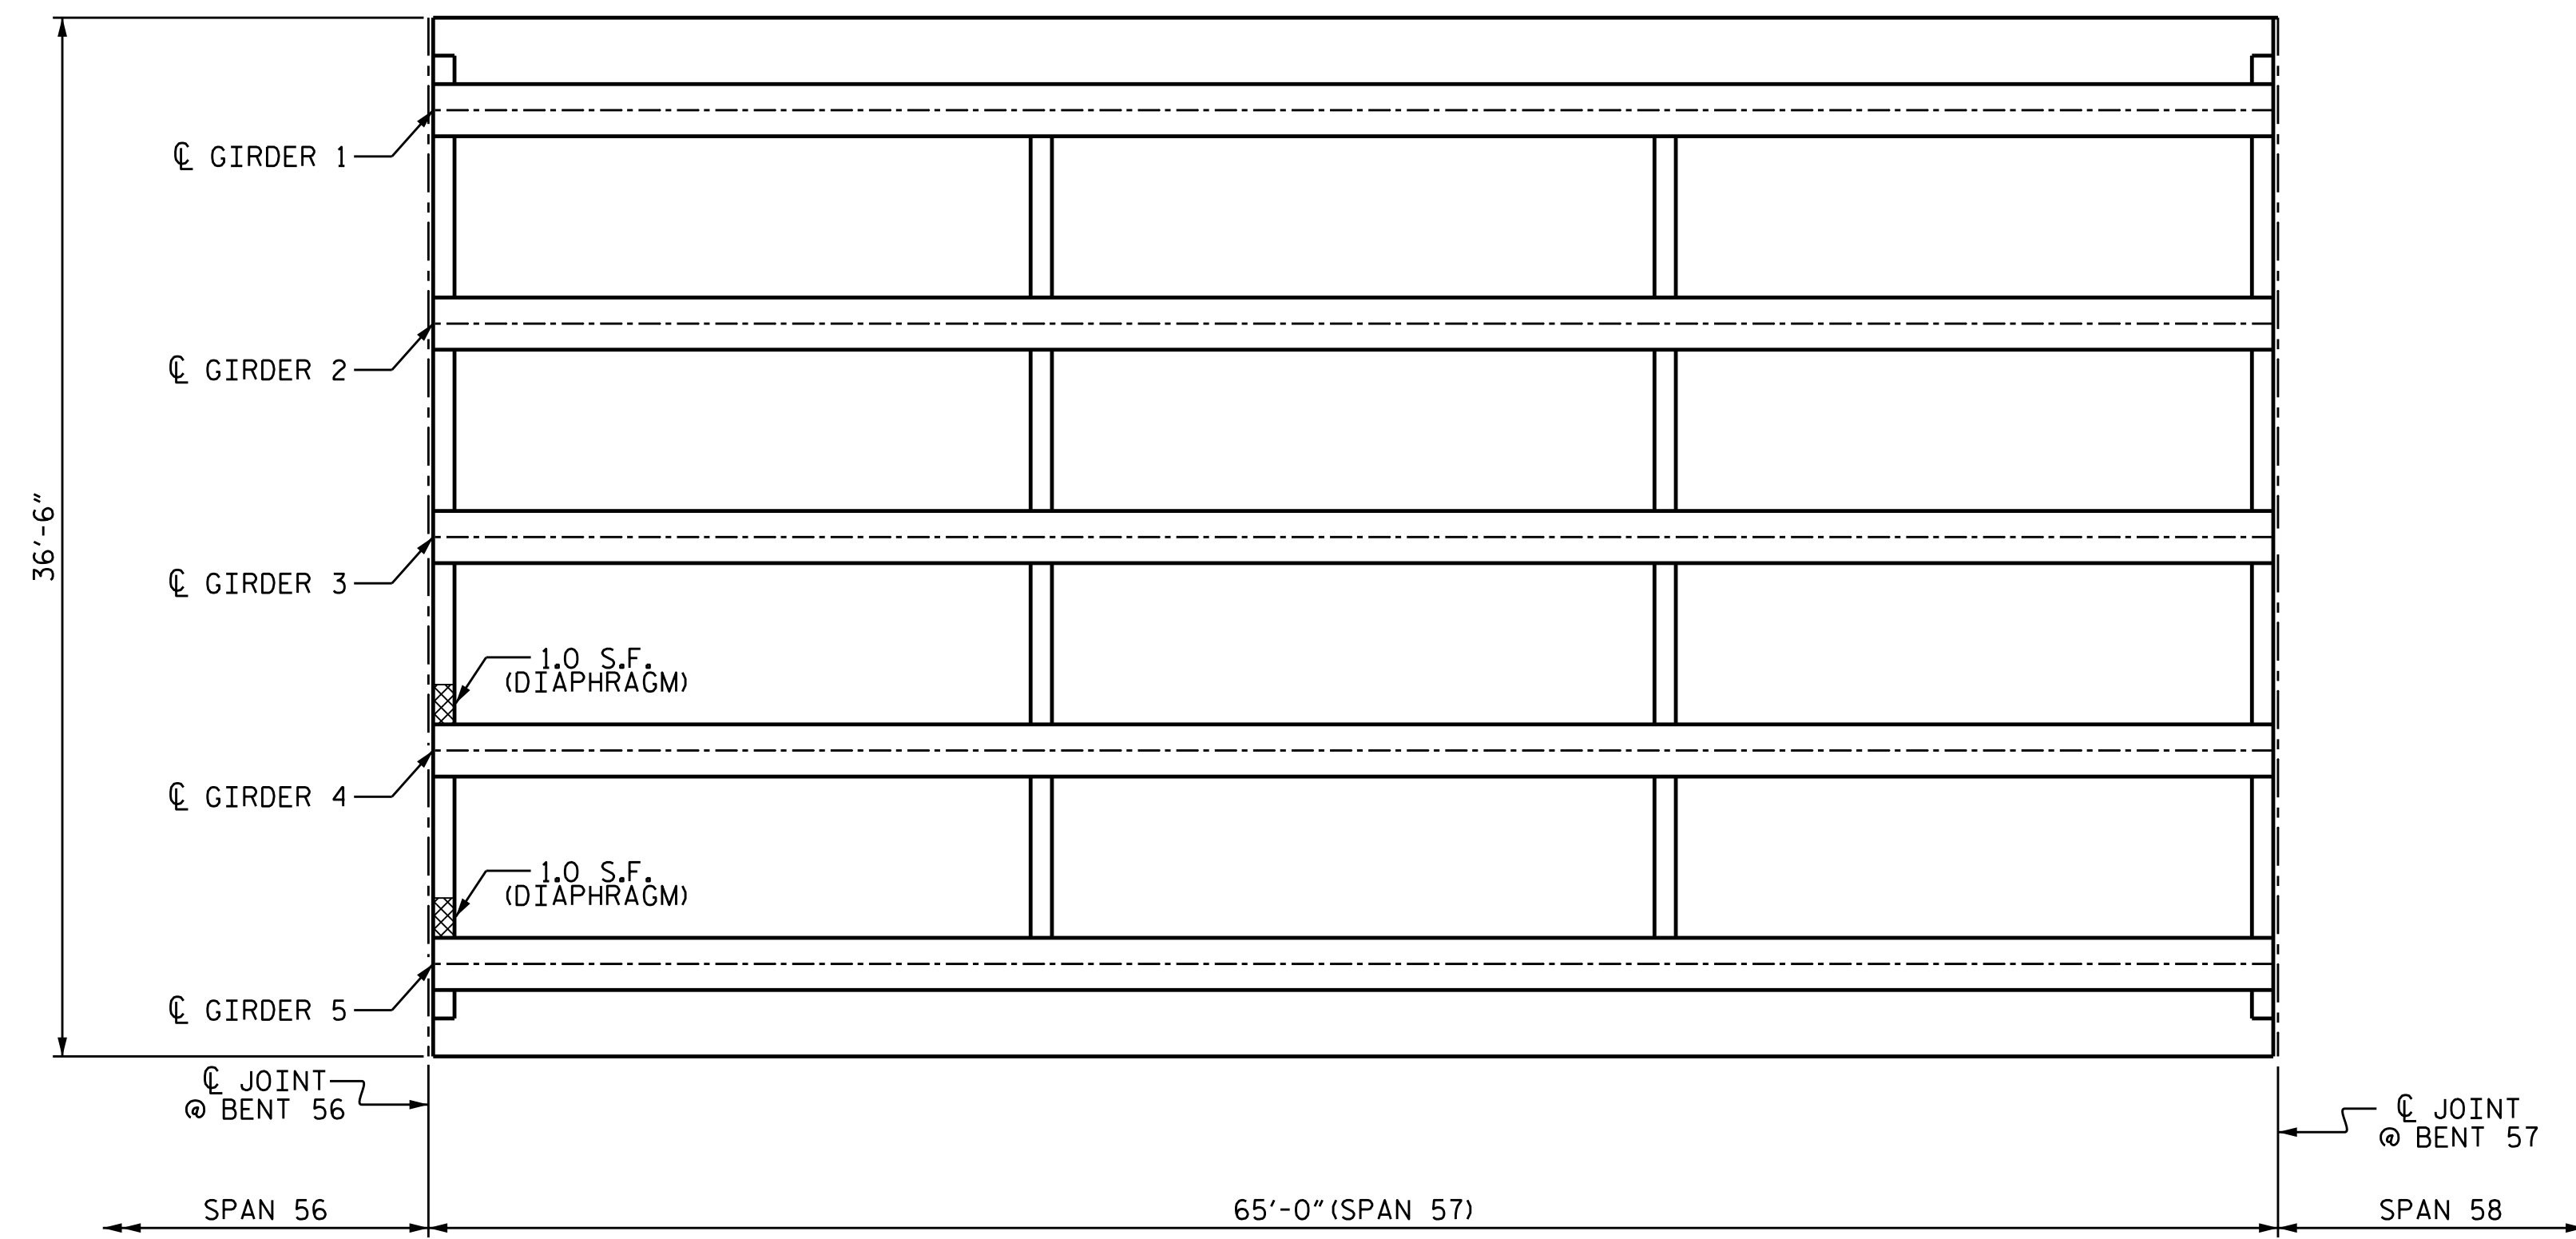 ℄ GIRDER 1
℄ GIRDER 2
36'-6"
℄ GIRDER 3
1.0 S.F.
(DIAPHRAGM)
℄ GIRDER 4
1.0 S.F.
(DIAPHRAGM)
℄ GIRDER 5
℄ JOINT
@ BENT 56
℄ JOINT
@ BENT 57
SPAN 56
65'-0" (SPAN 57)
SPAN 58